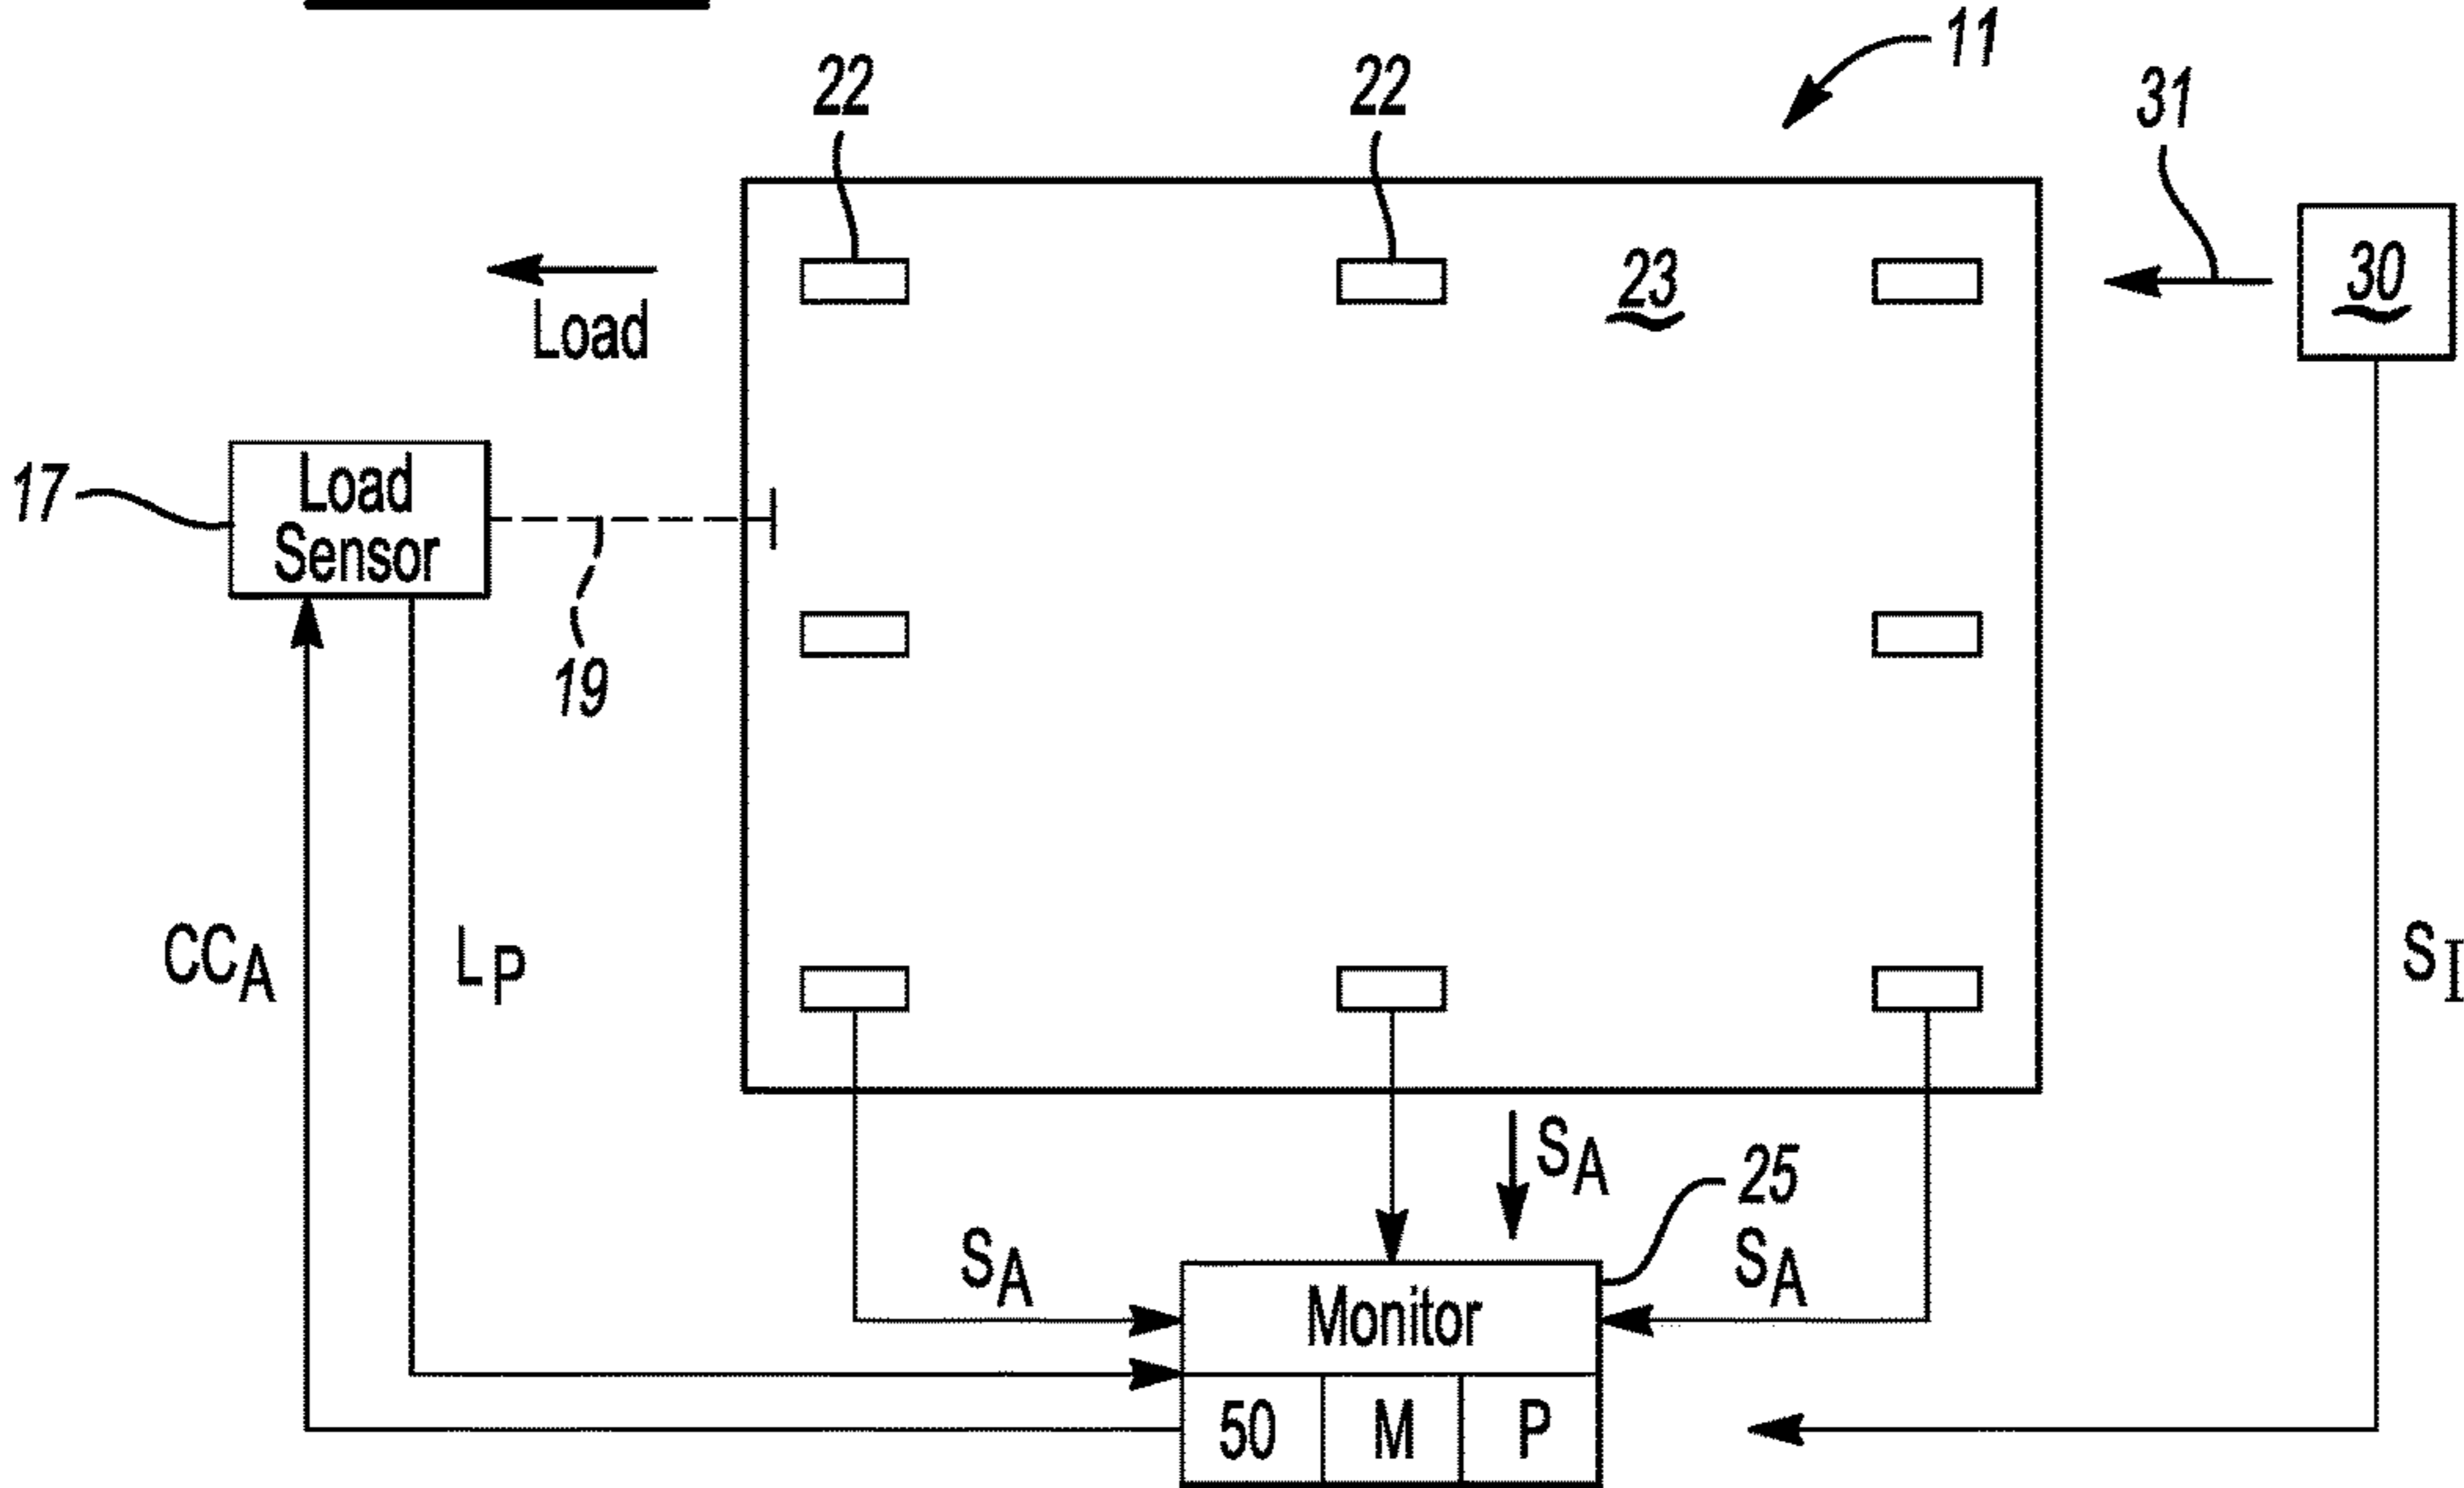 11
22
22
31
23
30
Load
17
Load
Sensor
19
CCA
LP
SI
SA
25
SA
SA
Monitor
50
M
P